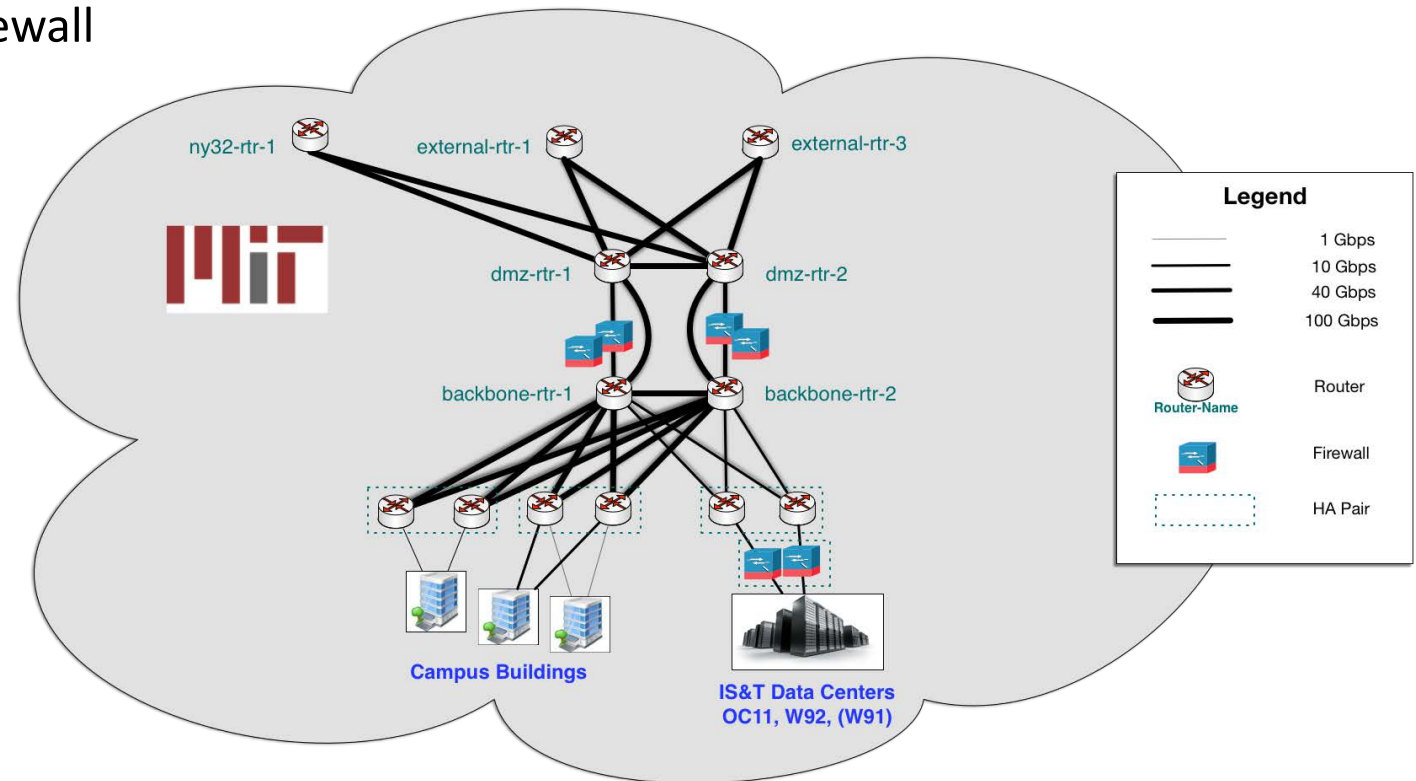 ny32-rtr-1
external-rtr-1
external-rtr-3
MIT
dmz-rtr-1
dmz-rtr-2
backbone-rtr-1
backbone-rtr-2
Campus Buildings
IS&T Data Centers
OC11, W92, (W91)
Legend
1 Gbps
10 Gbps
40 Gbps
100 Gbps
Router
Router-Name
Firewall
HA Pair